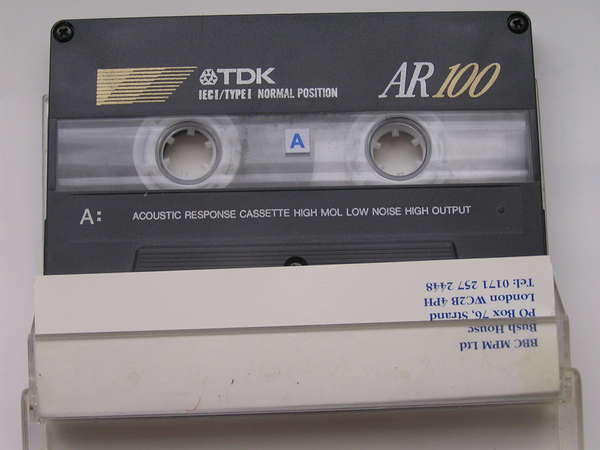 TDK
AR 100
IEC I/TYPE I NORMAL POSITION
A
A: ACOUSTIC RESPONSE CASSETTE HIGH MOL LOW NOISE HIGH OUTPUT
BBC MPM Ltd
Bush House
PO Box 76, Strand
London WC2B 4PH
Tel: 0171 257 2448